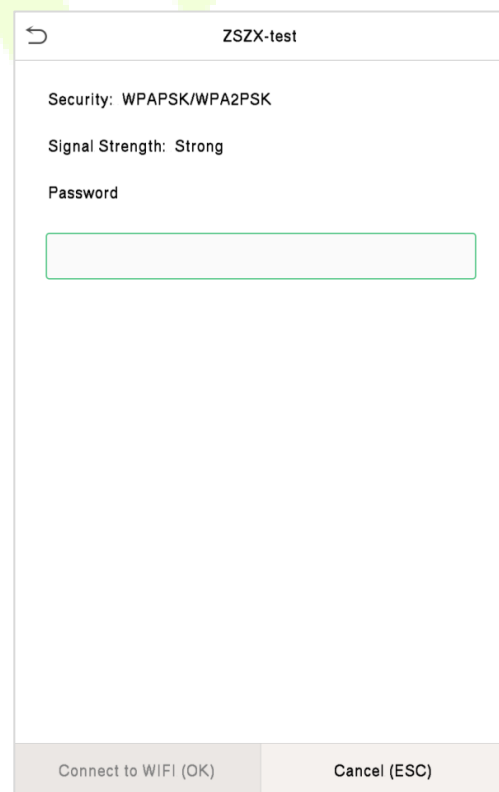 ZSZX-test
Security: WPAPSK/WPA2PSK
Signal Strength: Strong
Password
Connect to WIFI (OK)
Cancel (ESC)